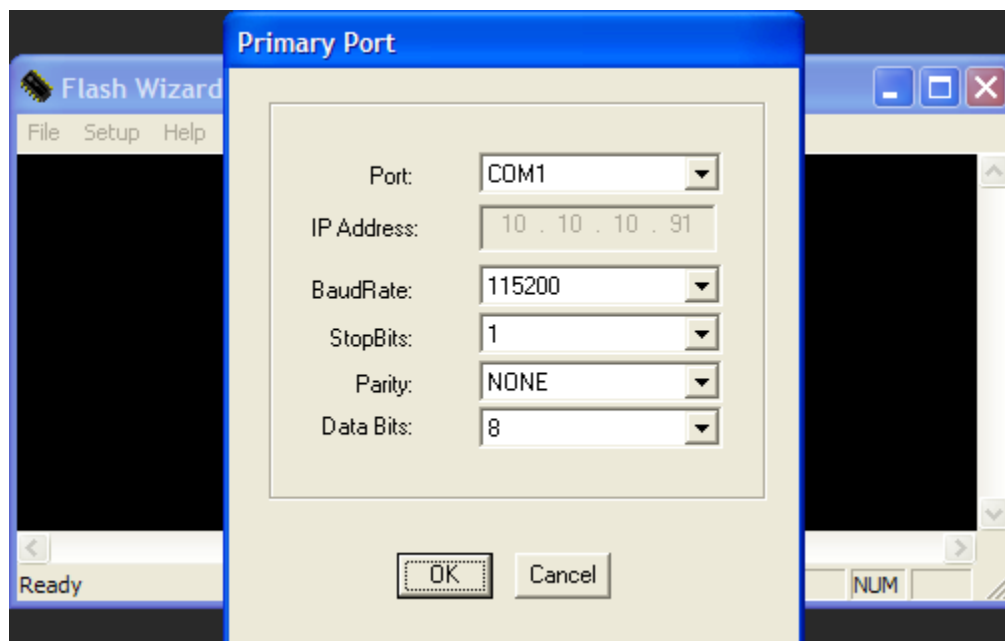 Primary Port
Flash Wizard
File Setup Help
Port: COM1
IP Address: 10 . 10 . 10 . 91
BaudRate: 115200
StopBits: 1
Parity: NONE
Data Bits: 8
OK Cancel
Ready NUM